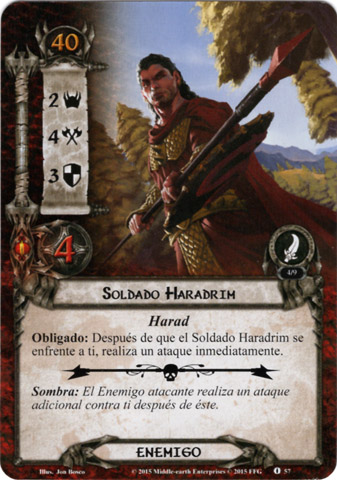 40
2
4
3
4
4/9
Soldado Haradrim
Harad
Obligado: Después de que el Soldado Haradrim se
enfrente a ti, realiza un ataque inmediatamente.
Sombra: El Enemigo atacante realiza un ataque
adicional contra ti después de éste.
ENEMIGO
Illus. Jon Bosco © 2015 Middle-earth Enterprises © 2015 FFG 57